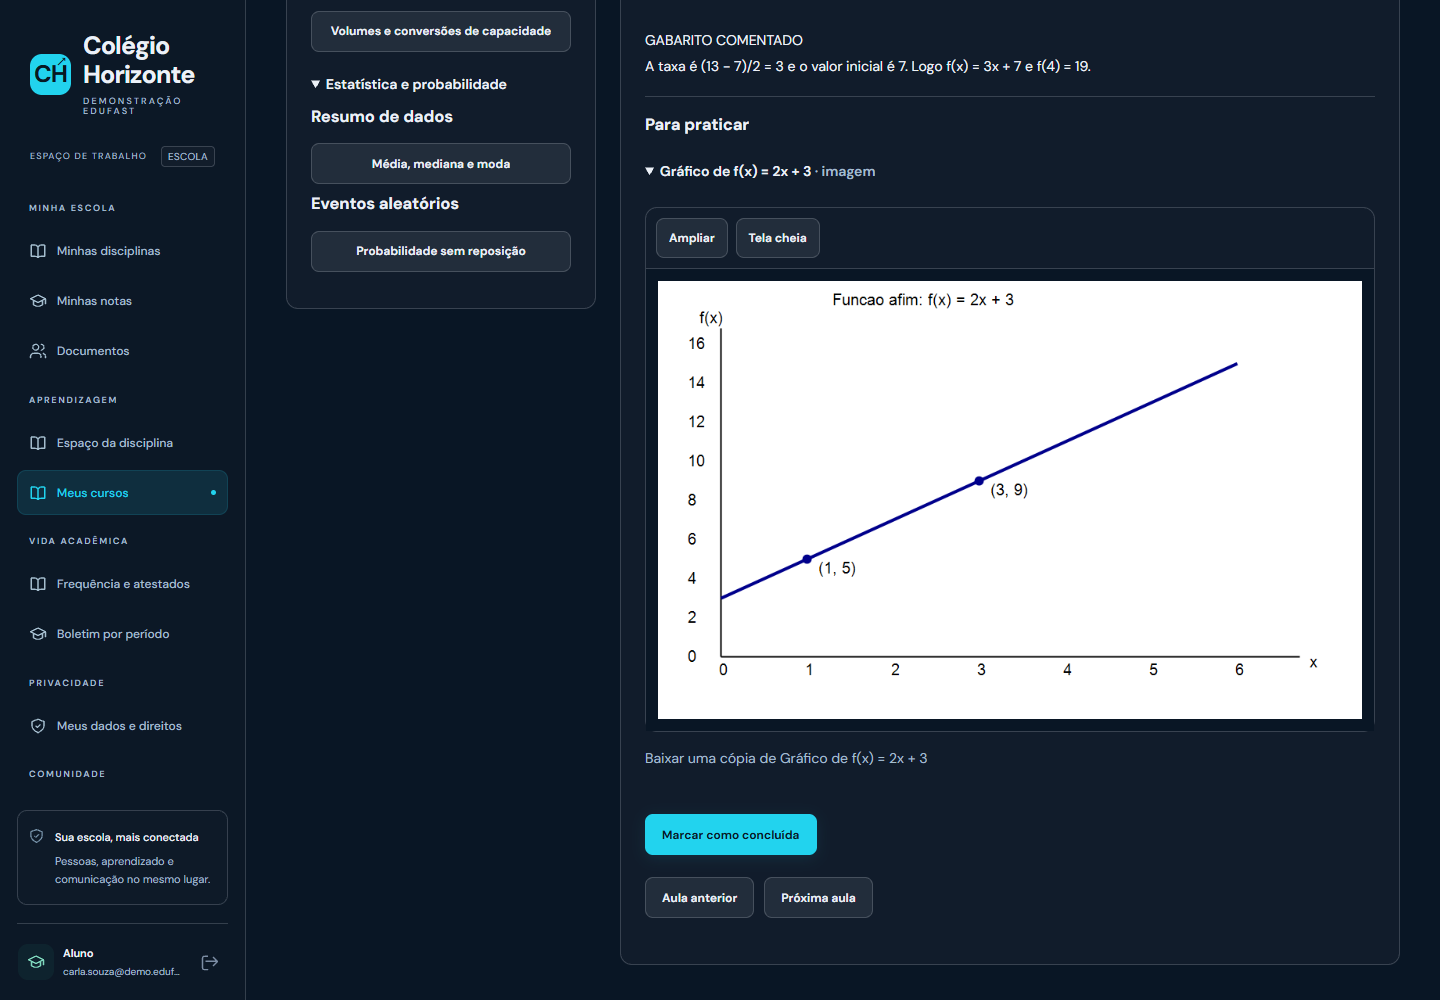 CH
Colégio
Horizonte
DEMONSTRAÇÃO
EDUFAST
ESPAÇO DE TRABALHO
ESCOLA
MINHA ESCOLA
Minhas disciplinas
Minhas notas
Documentos
APRENDIZAGEM
Espaço da disciplina
Meus cursos
VIDA ACADÊMICA
Frequência e atestados
Boletim por período
PRIVACIDADE
Meus dados e direitos
COMUNIDADE
Sua escola, mais conectada
Pessoas, aprendizado e
comunicação no mesmo lugar.
Aluno
carla.souza@demo.eduf...
Volumes e conversões de capacidade
Estatística e probabilidade
Resumo de dados
Média, mediana e moda
Eventos aleatórios
Probabilidade sem reposição
GABARITO COMENTADO
A taxa é (13 − 7)/2 = 3 e o valor inicial é 7. Logo f(x) = 3x + 7 e f(4) = 19.
Para praticar
Gráfico de f(x) = 2x + 3 · imagem
Ampliar
Tela cheia
Funcao afim: f(x) = 2x + 3
f(x)
16
14
12
10
8
6
4
2
0
(3, 9)
(1, 5)
0 1 2 3 4 5 6 x
Baixar uma cópia de Gráfico de f(x) = 2x + 3
Marcar como concluída
Aula anterior
Próxima aula